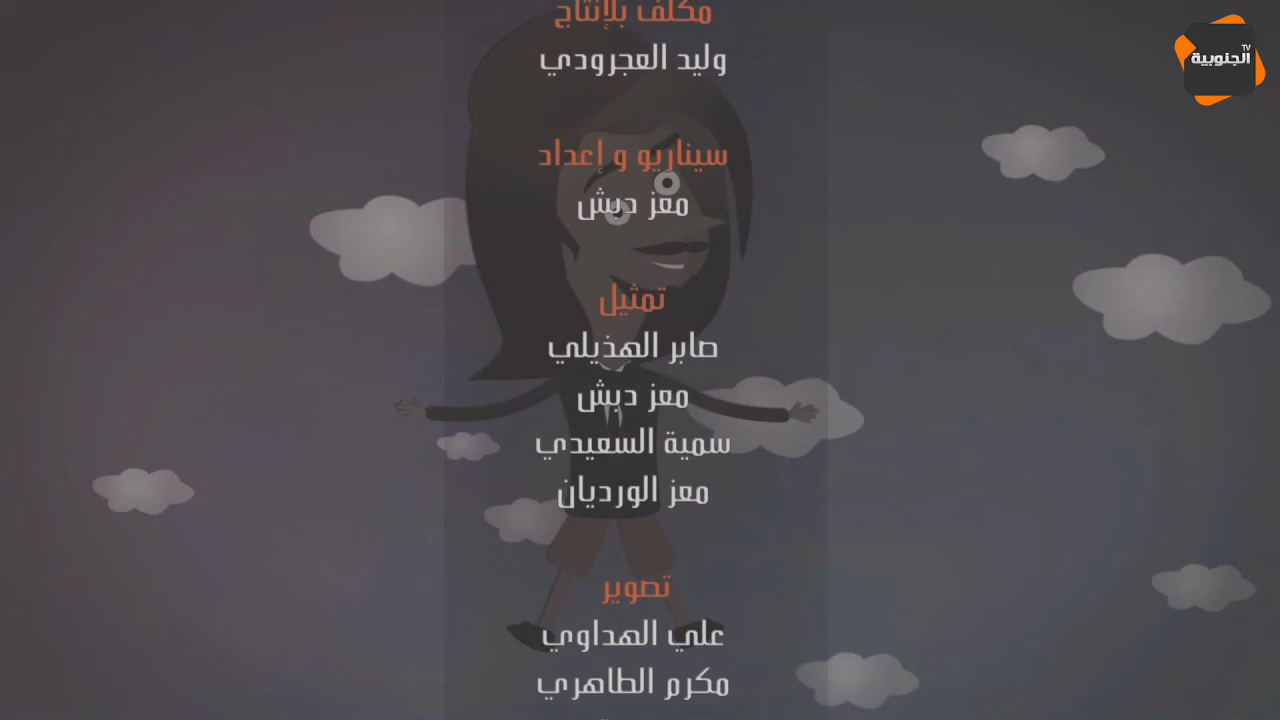 مكلف بلإنتاج
وليد العجرودي
سيناريو و إعداد
معز دبش
تمثيل
صابر الهذيلي
معز دبش
سمية السعيدي
معز الورديان
تصوير
علي الهداوي
مكرم الطاهري
الجنوبية TV